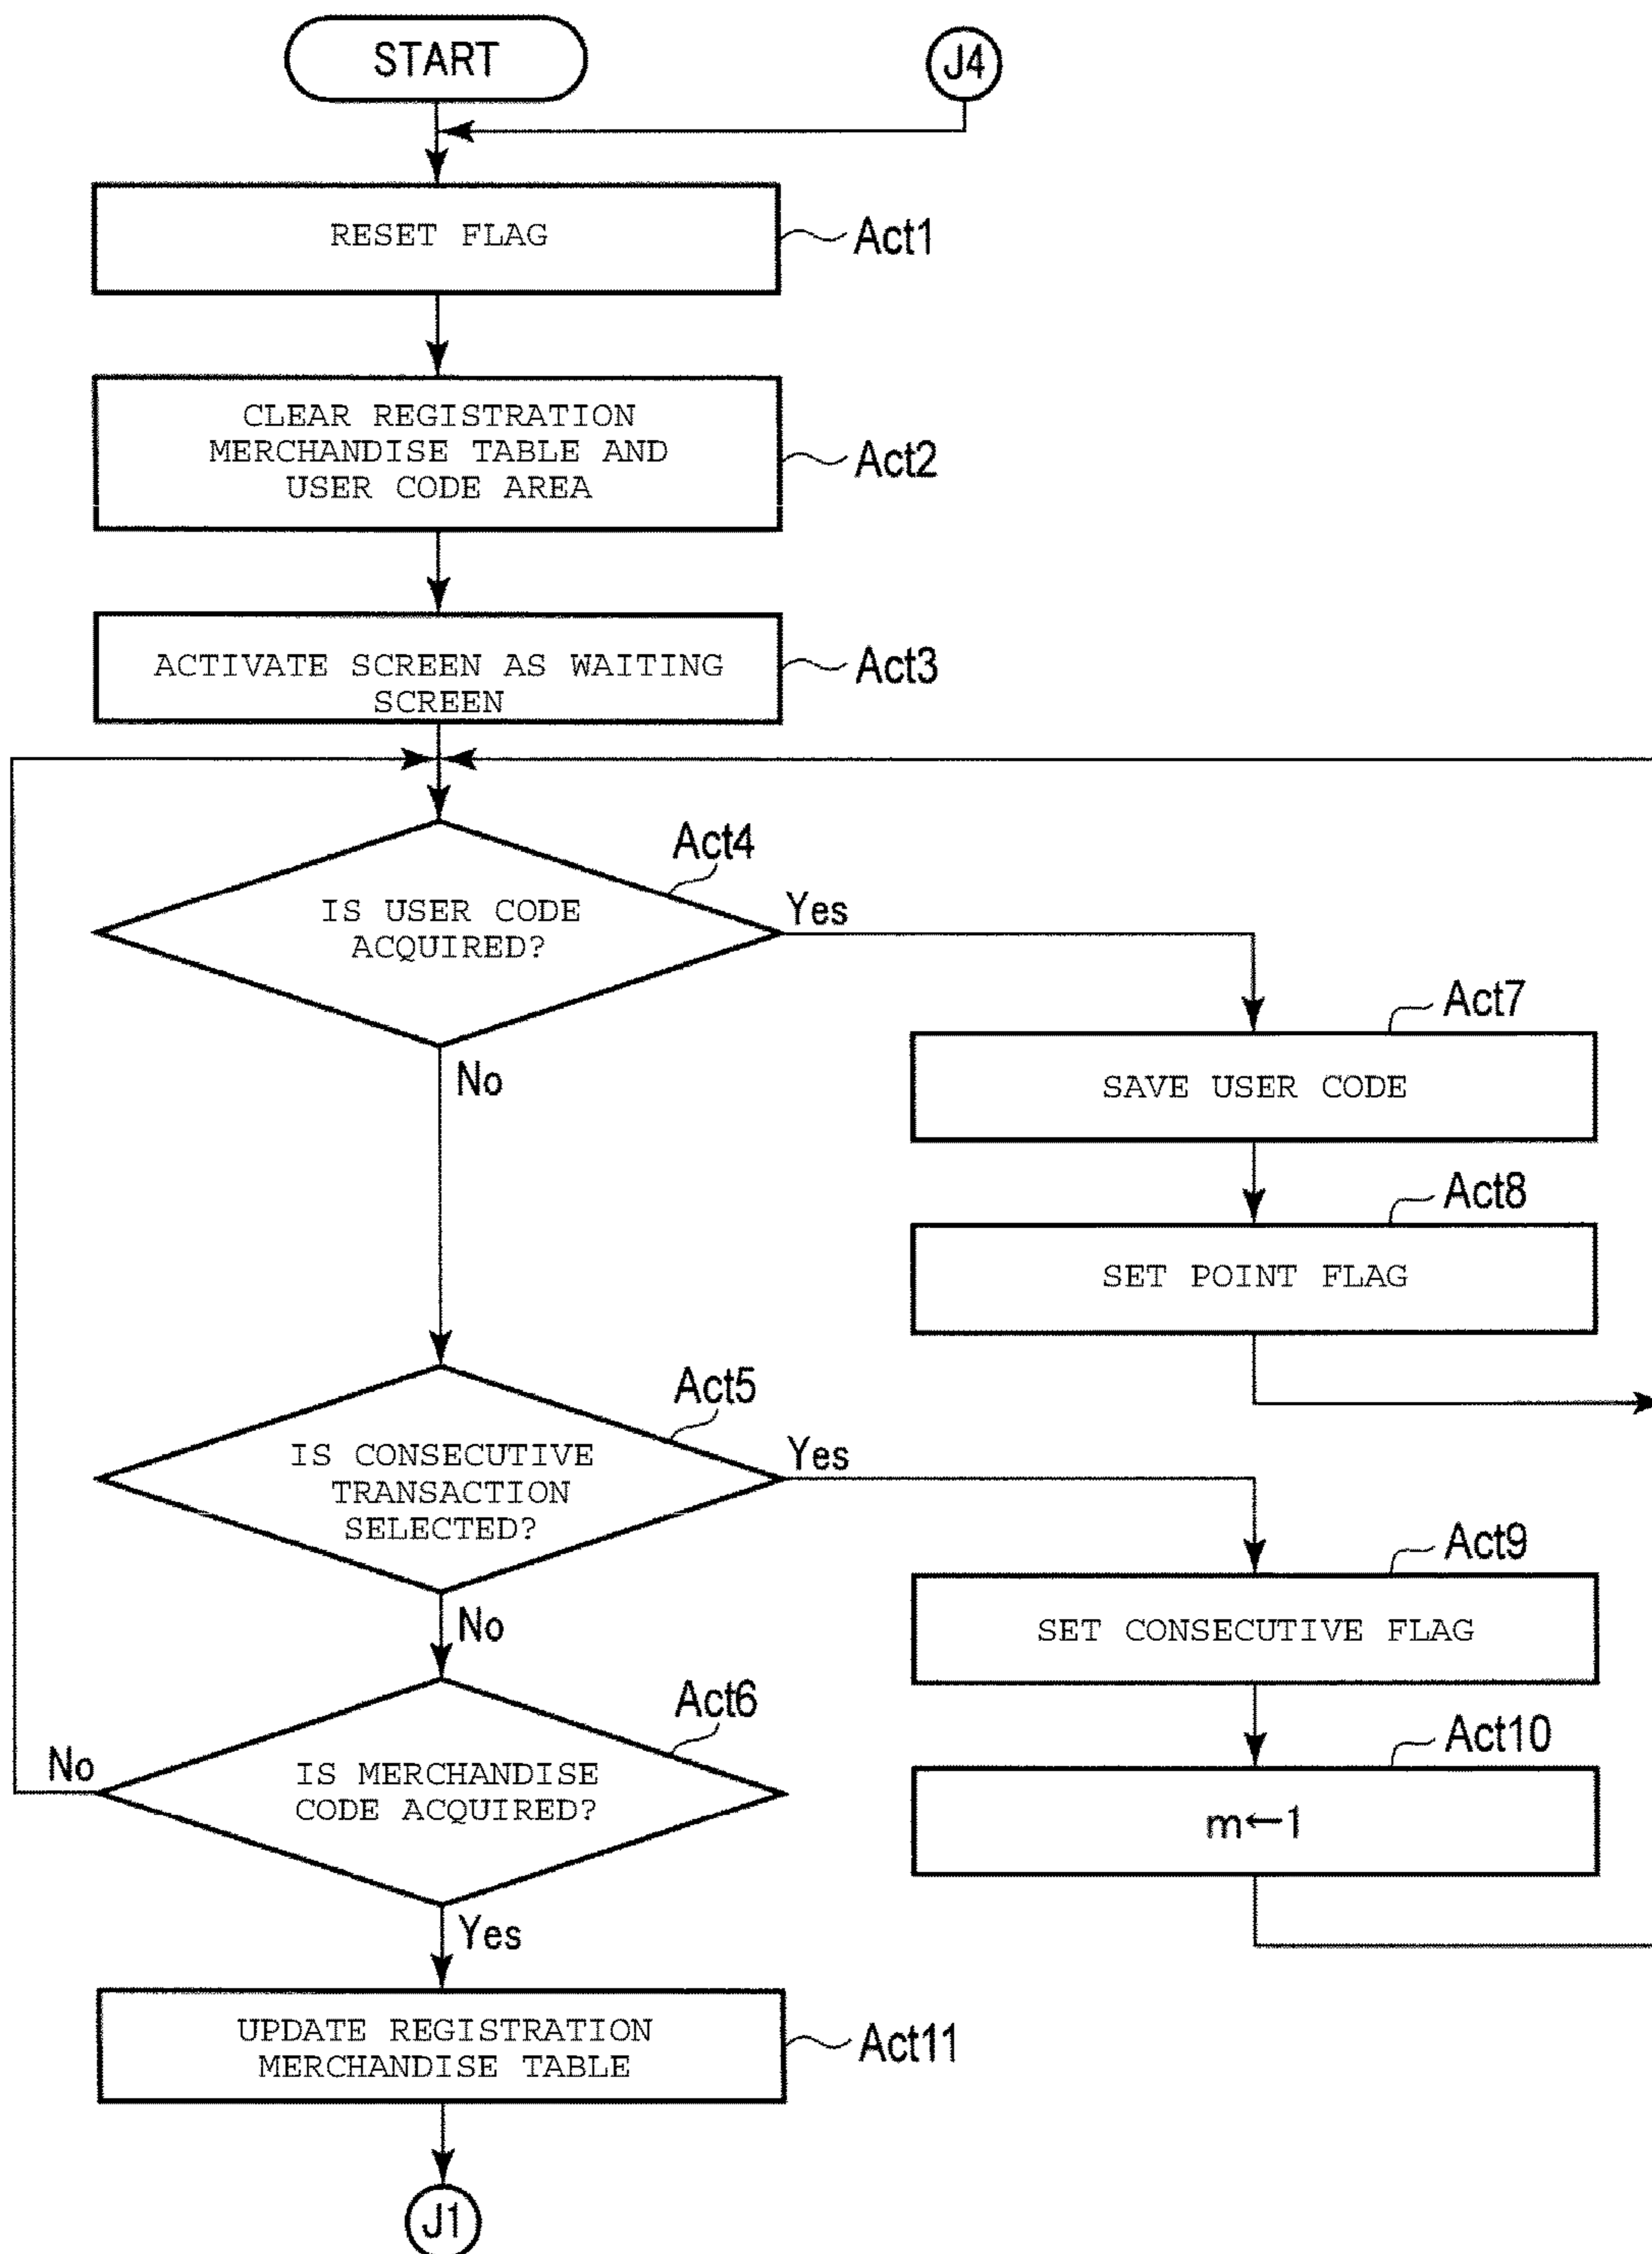 START
J4
RESET FLAG
Act1
CLEAR REGISTRATION
MERCHANDISE TABLE AND
USER CODE AREA
Act2
ACTIVATE SCREEN AS WAITING
SCREEN
Act3
Act4
IS USER CODE
ACQUIRED?
Yes
No
Act7
SAVE USER CODE
Act8
SET POINT FLAG
Act5
IS CONSECUTIVE
TRANSACTION
SELECTED?
Yes
No
Act9
SET CONSECUTIVE FLAG
Act6
IS MERCHANDISE
CODE ACQUIRED?
No
Yes
Act10
m←1
UPDATE REGISTRATION
MERCHANDISE TABLE
Act11
J1